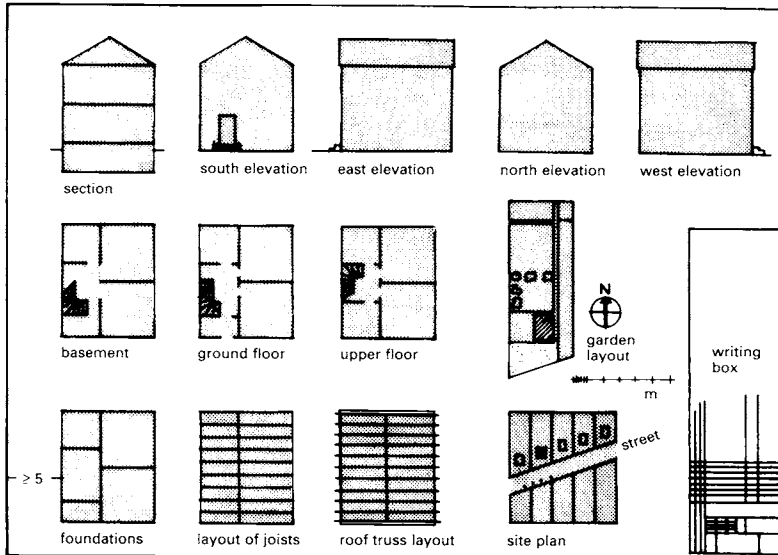 section
south elevation
east elevation
north elevation
west elevation
basement
ground floor
upper floor
N
garden
layout
m
writing
box
≥ 5
foundations
layout of joists
roof truss layout
site plan
street